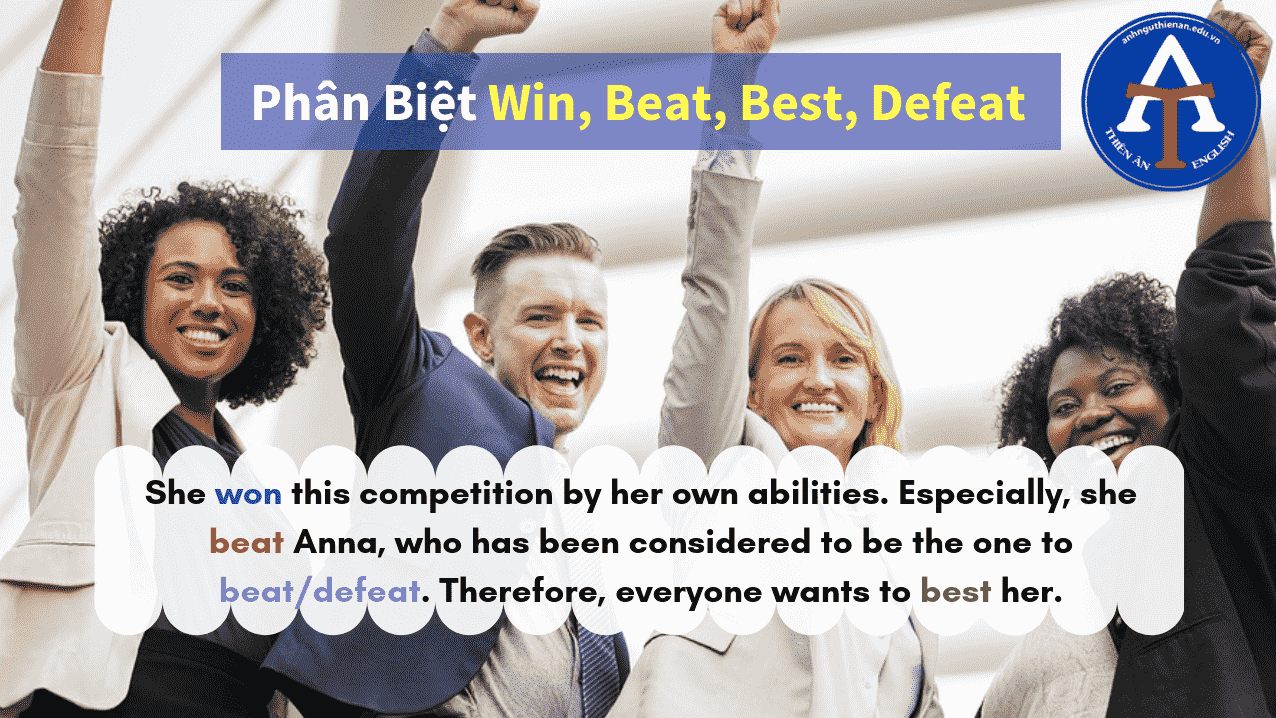 Phân Biệt Win, Beat, Best, Defeat
anhnguthienan.edu.vn
AT
THIÊN ÂN ENGLISH
She won this competition by her own abilities. Especially, she
beat Anna, who has been considered to be the one to
beat/defeat. Therefore, everyone wants to best her.